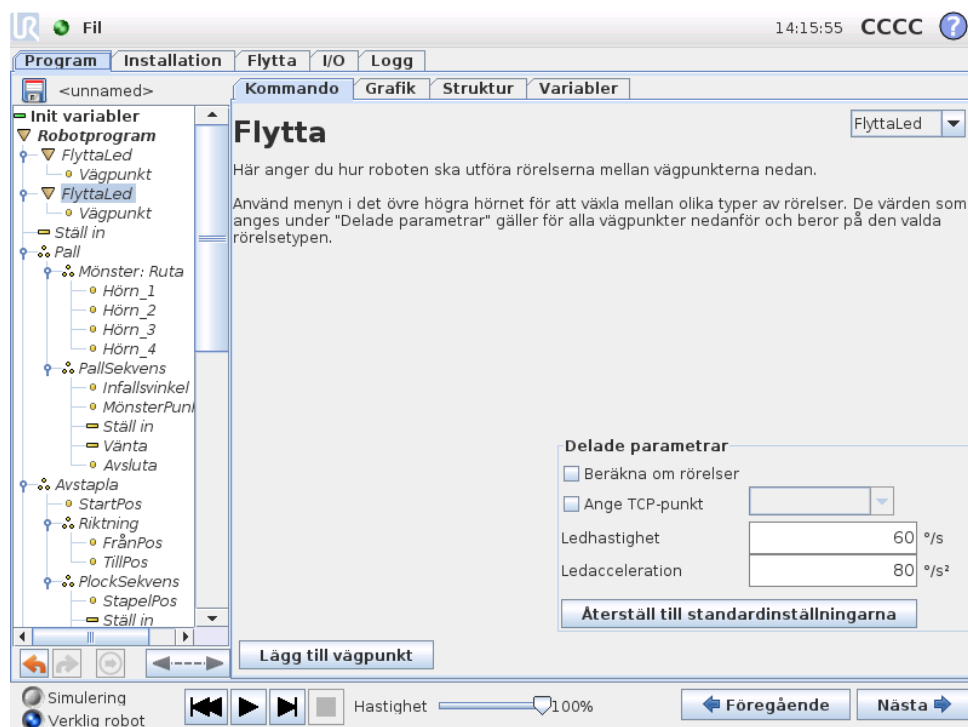 Fil
14:15:55 CCCC ?
Program Installation Flytta I/O Logg
<unnamed>
Init variabler
Robotprogram
FlyttaLed
Vägpunkt
FlyttaLed
Vägpunkt
Ställ in
Pall
Mönster: Ruta
Hörn_1
Hörn_2
Hörn_3
Hörn_4
PallSekvens
Infallsvinkel
MönsterPunl
Ställ in
Vänta
Avsluta
Avstapla
StartPos
Riktning
FrånPos
TillPos
PlockSekvens
StapelPos
Ställ in
Kommando Grafik Struktur Variabler
Flytta
FlyttaLed
Här anger du hur roboten ska utföra rörelserna mellan vägpunkterna nedan.
Använd menyn i det övre högra hörnet för att växla mellan olika typer av rörelser. De värden som
anges under "Delade parametrar" gäller för alla vägpunkter nedanför och beror på den valda
rörelsetypen.
Delade parametrar
Beräkna om rörelser
Ange TCP-punkt
Ledhastighet 60 °/s
Ledacceleration 80 °/s²
Återställ till standardinställningarna
Lägg till vägpunkt
Simulering
Verklig robot
Hastighet 100%
Föregående Nästa